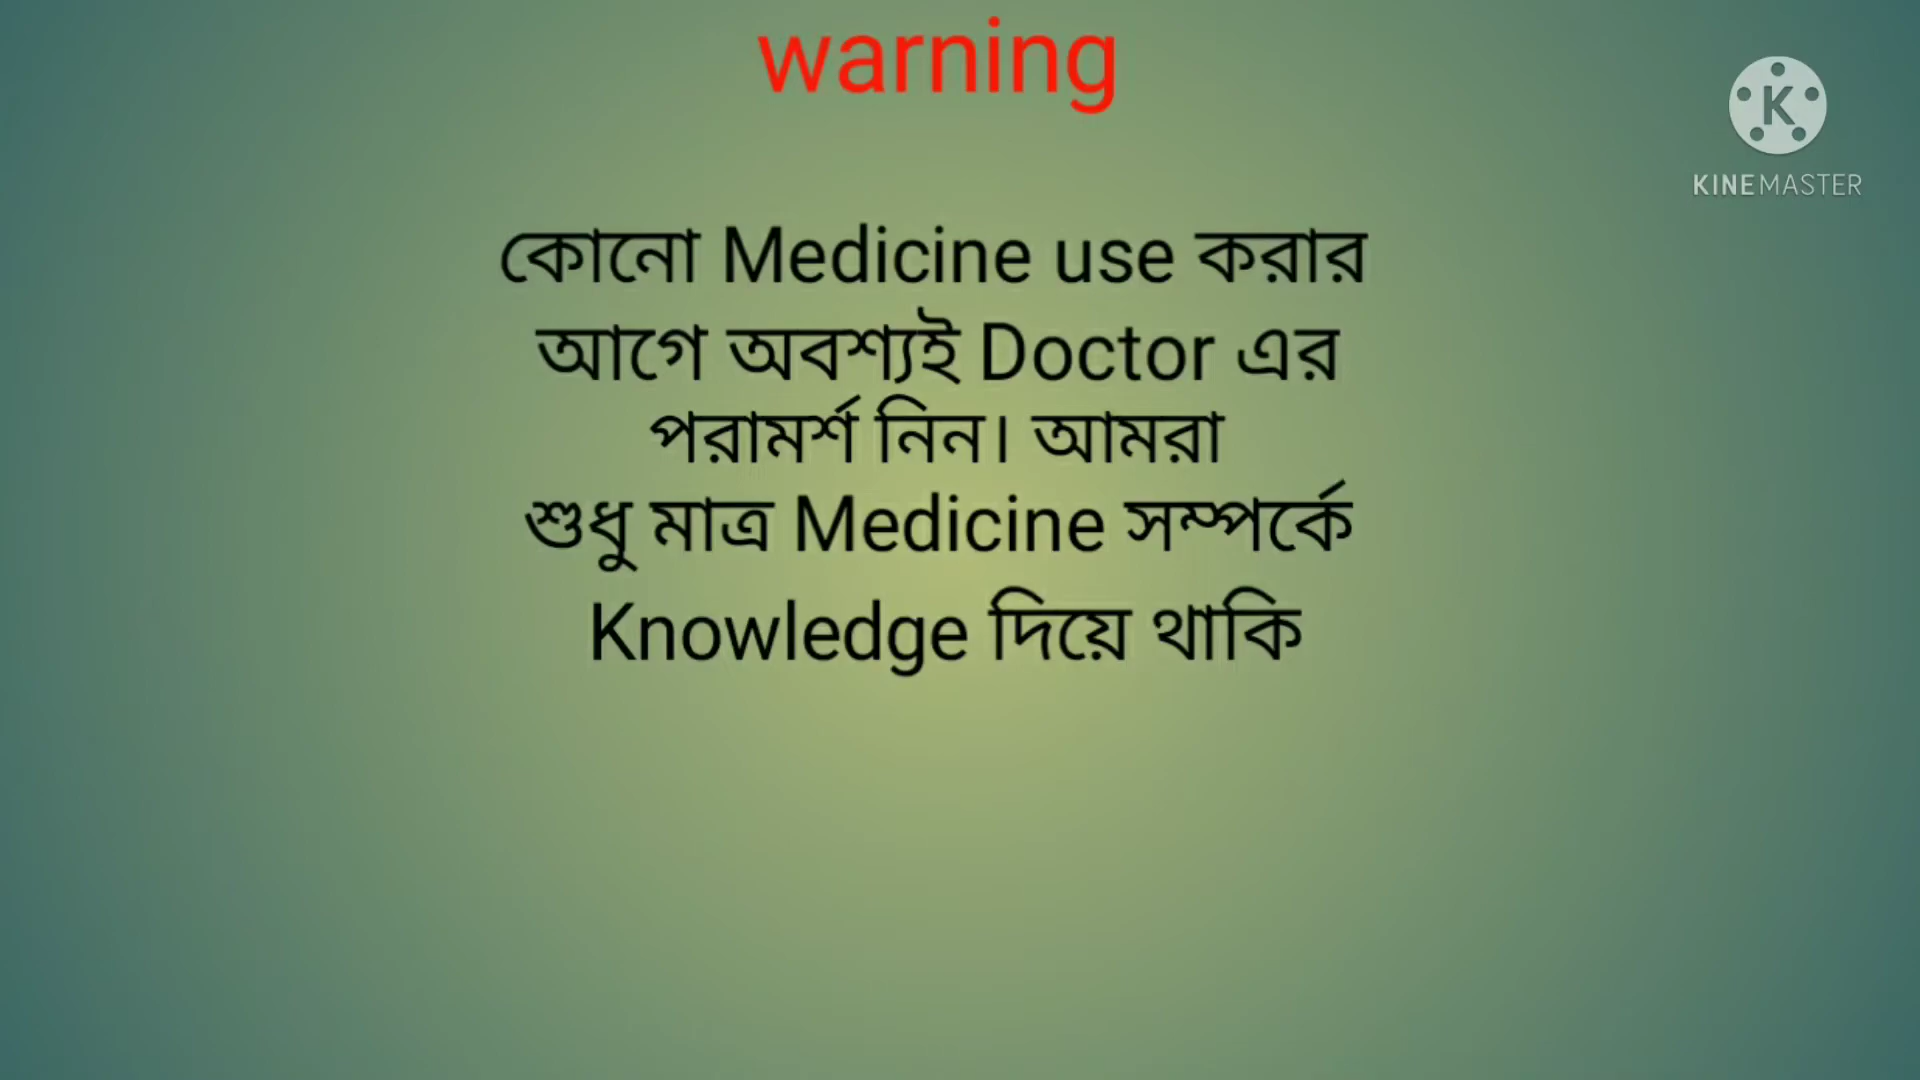 warning
KINEMASTER
কোনো Medicine use করার
আগে অবশ্যই Doctor এর
পরামর্শ নিন। আমরা
শুধু মাত্র Medicine সম্পর্কে
Knowledge দিয়ে থাকি